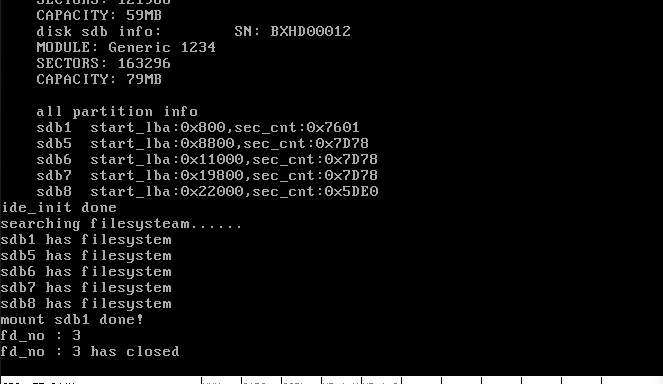 CAPACITY: 59MB
disk sdb info: SN: BXHD00012
MODULE: Generic 1234
SECTORS: 163296
CAPACITY: 79MB
all partition info
sdb1 start_lba:0x800,sec_cnt:0x7601
sdb5 start_lba:0x8800,sec_cnt:0x7D78
sdb6 start_lba:0x11000,sec_cnt:0x7D78
sdb7 start_lba:0x19800,sec_cnt:0x7D78
sdb8 start_lba:0x22000,sec_cnt:0x5DE0
ide_init done
searching filesysteam......
sdb1 has filesystem
sdb5 has filesystem
sdb6 has filesystem
sdb7 has filesystem
sdb8 has filesystem
mount sdb1 done!
fd_no : 3
fd_no : 3 has closed